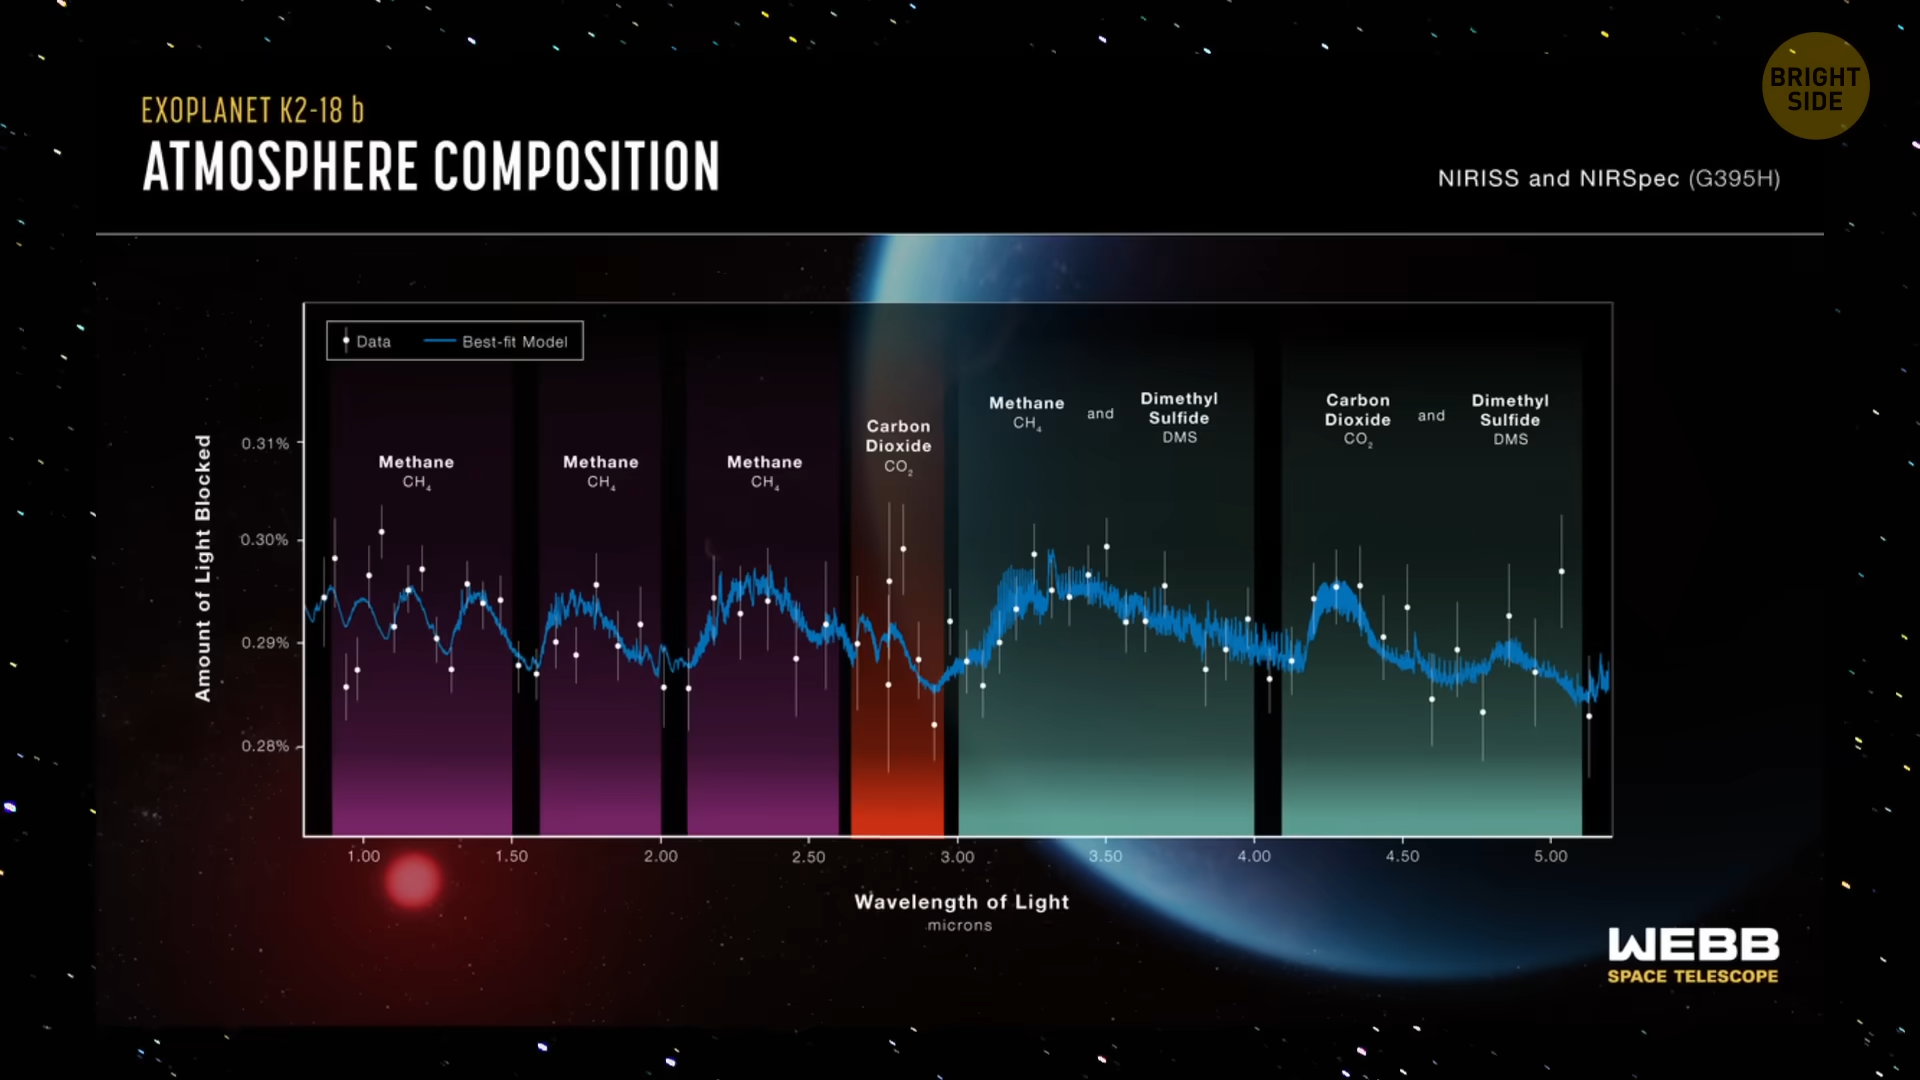 BRIGHT
SIDE
EXOPLANET K2-18 b
ATMOSPHERE COMPOSITION
NIRISS and NIRSpec (G395H)
Data
Best-fit Model
Methane
CH₄
Methane
CH₄
Methane
CH₄
Carbon
Dioxide
CO₂
Methane
CH₄
and
Dimethyl
Sulfide
DMS
Carbon
Dioxide
CO₂
and
Dimethyl
Sulfide
DMS
Amount of Light Blocked
0.31%
0.30%
0.29%
0.28%
1.00 1.50 2.00 2.50 3.00 3.50 4.00 4.50 5.00
Wavelength of Light
microns
WEBB
SPACE TELESCOPE